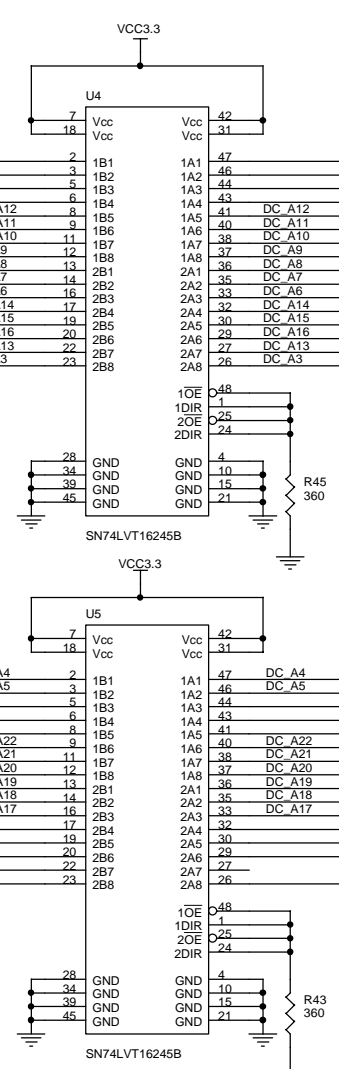 VCC3.3
U4
7 Vcc Vcc 42
18 Vcc Vcc 31
2 1B1 1A1 47
3 1B2 1A2 46
5 1B3 1A3 44
6 1B4 1A4 43
A12 8 1B5 1A5 41 DC_A12
A11 9 1B6 1A6 40 DC_A11
A10 11 1B7 1A7 38 DC_A10
A9 12 1B8 1A8 37 DC_A9
A8 13 2B1 2A1 36 DC_A8
A7 14 2B2 2A2 35 DC_A7
A6 16 2B3 2A3 33 DC_A6
A14 17 2B4 2A4 32 DC_A14
A15 19 2B5 2A5 30 DC_A15
A16 20 2B6 2A6 29 DC_A16
A13 22 2B7 2A7 27 DC_A13
A3 23 2B8 2A8 26 DC_A3
1OE 48
1DIR 1
2OE 25
2DIR 24
28 GND GND 4
34 GND GND 10
39 GND GND 15
45 GND GND 21
R45
360
SN74LVT16245B
VCC3.3
U5
7 Vcc Vcc 42
18 Vcc Vcc 31
A4 2 1B1 1A1 47 DC_A4
A5 3 1B2 1A2 46 DC_A5
5 1B3 1A3 44
6 1B4 1A4 43
8 1B5 1A5 41
A22 9 1B6 1A6 40 DC_A22
A21 11 1B7 1A7 38 DC_A21
A20 12 1B8 1A8 37 DC_A20
A19 13 2B1 2A1 36 DC_A19
A18 14 2B2 2A2 35 DC_A18
A17 16 2B3 2A3 33 DC_A17
17 2B4 2A4 32
19 2B5 2A5 30
20 2B6 2A6 29
22 2B7 2A7 27
23 2B8 2A8 26
1OE 48
1DIR 1
2OE 25
2DIR 24
28 GND GND 4
34 GND GND 10
39 GND GND 15
45 GND GND 21
R43
360
SN74LVT16245B